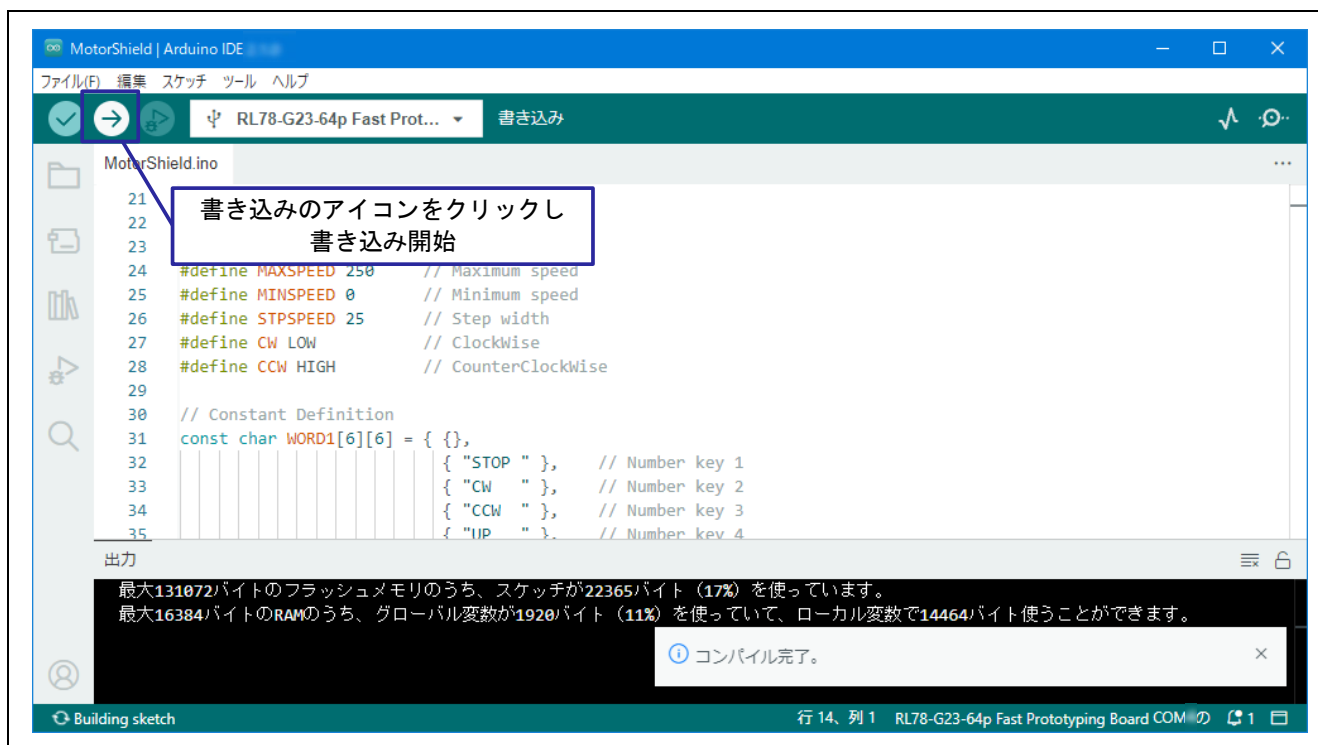 MotorShield | Arduino IDE
ファイル(F) 編集 スケッチ ツール ヘルプ
RL78-G23-64p Fast Prot... 書き込み
MotorShield.ino
書き込みのアイコンをクリックし
書き込み開始
21
22
23
24 #define MAXSPEED 250 // Maximum speed
25 #define MINSPEED 0 // Minimum speed
26 #define STPSPEED 25 // Step width
27 #define CW LOW // ClockWise
28 #define CCW HIGH // CounterClockWise
29
30 // Constant Definition
31 const char WORD1[6][6] = { {},
32 { "STOP " }, // Number key 1
33 { "CW   " }, // Number key 2
34 { "CCW  " }, // Number key 3
35 { "UP   " }, // Number key 4
出力
最大131072バイトのフラッシュメモリのうち、スケッチが22365バイト（17%）を使っています。
最大16384バイトのRAMのうち、グローバル変数が1920バイト（11%）を使っていて、ローカル変数で14464バイト使うことができます。
コンパイル完了。
Building sketch 行 14、列 1 RL78-G23-64p Fast Prototyping Board COM の 1